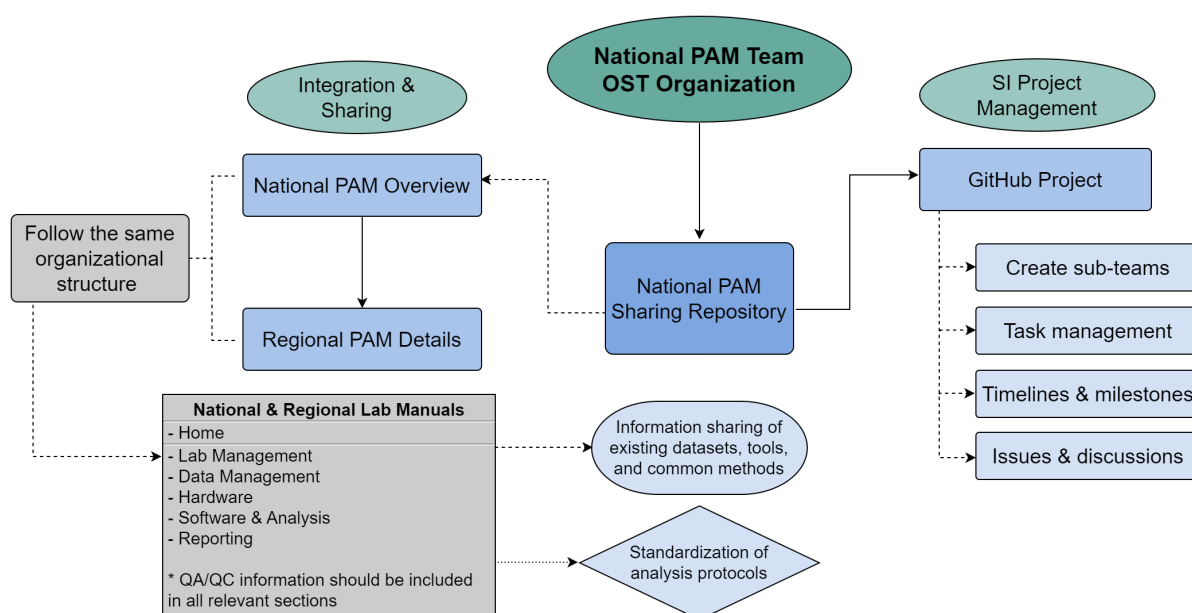 National PAM Team
OST Organization
Integration &
Sharing
SI Project
Management
National PAM Overview
GitHub Project
Follow the same
organizational
structure
National PAM
Sharing Repository
Regional PAM Details
Create sub-teams
Task management
Timelines & milestones
Issues & discussions
National & Regional Lab Manuals
- Home
- Lab Management
- Data Management
- Hardware
- Software & Analysis
- Reporting
* QA/QC information should be included
in all relevant sections
Information sharing of
existing datasets, tools,
and common methods
Standardization of
analysis protocols